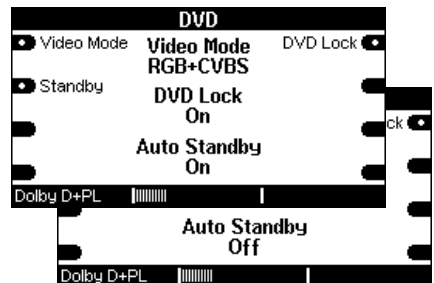 DVD
Video Mode Video Mode DVD Lock
RGB+CVBS
Standby
DVD Lock
On
ck
Auto Standby
On
Dolby D+PL
Auto Standby
Off
Dolby D+PL